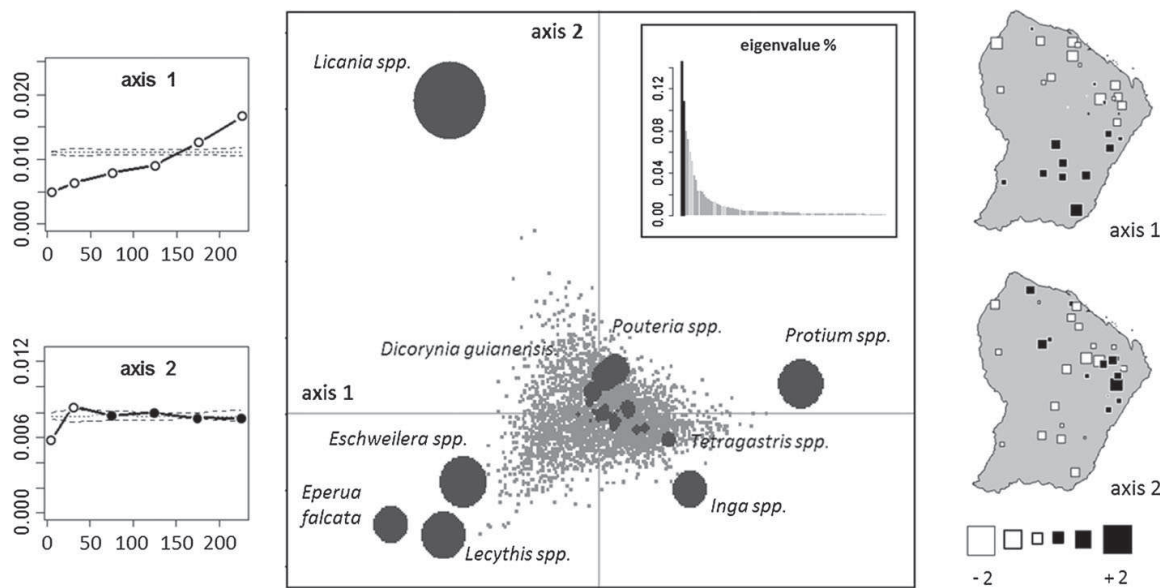 axis 1
0.020
0.010
0.000
0 50 100 150 200
axis 2
0.012
0.006
0.000
0 50 100 150 200
axis 2
Licania spp.
eigenvalue %
0.12
0.08
0.04
0.00
Pouteria spp.
Protium spp.
Dicorynia guianensis.
axis 1
Eschweilera spp.
Tetragastris spp.
Eperua
falcata
Inga spp.
Lecythis spp.
axis 1
axis 2
- 2 + 2